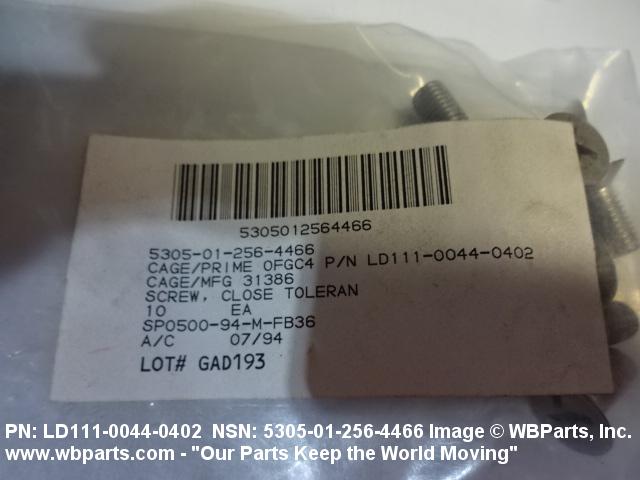 5305012564466
5305-01-256-4466
CAGE/PRIME OFGC4 P/N LD111-0044-0402
CAGE/MFG 31386
SCREW, CLOSE TOLERAN
10 EA
SP0500-94-M-FB36
A/C 07/94
LOT# GAD193
PN: LD111-0044-0402 NSN: 5305-01-256-4466 Image © WBParts, Inc.
www.wbparts.com - "Our Parts Keep the World Moving"